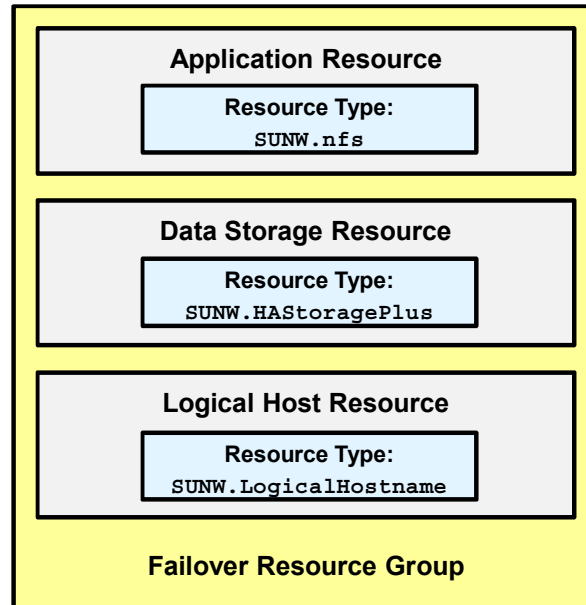 Application Resource
Resource Type:
SUNW.nfs
Data Storage Resource
Resource Type:
SUNW.HAStoragePlus
Logical Host Resource
Resource Type:
SUNW.LogicalHostname
Failover Resource Group